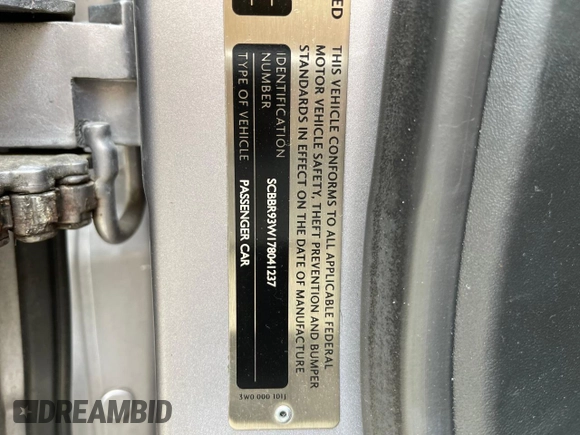 ED
THIS VEHICLE CONFORMS TO ALL APPLICABLE FEDERAL
MOTOR VEHICLE SAFETY, THEFT PREVENTION AND BUMPER
STANDARDS IN EFFECT ON THE DATE OF MANUFACTURE
IDENTIFICATION
NUMBER
SCBBR93W178041237
TYPE OF VEHICLE
PASSENGER CAR
3W0 000 101J
DREAMBID